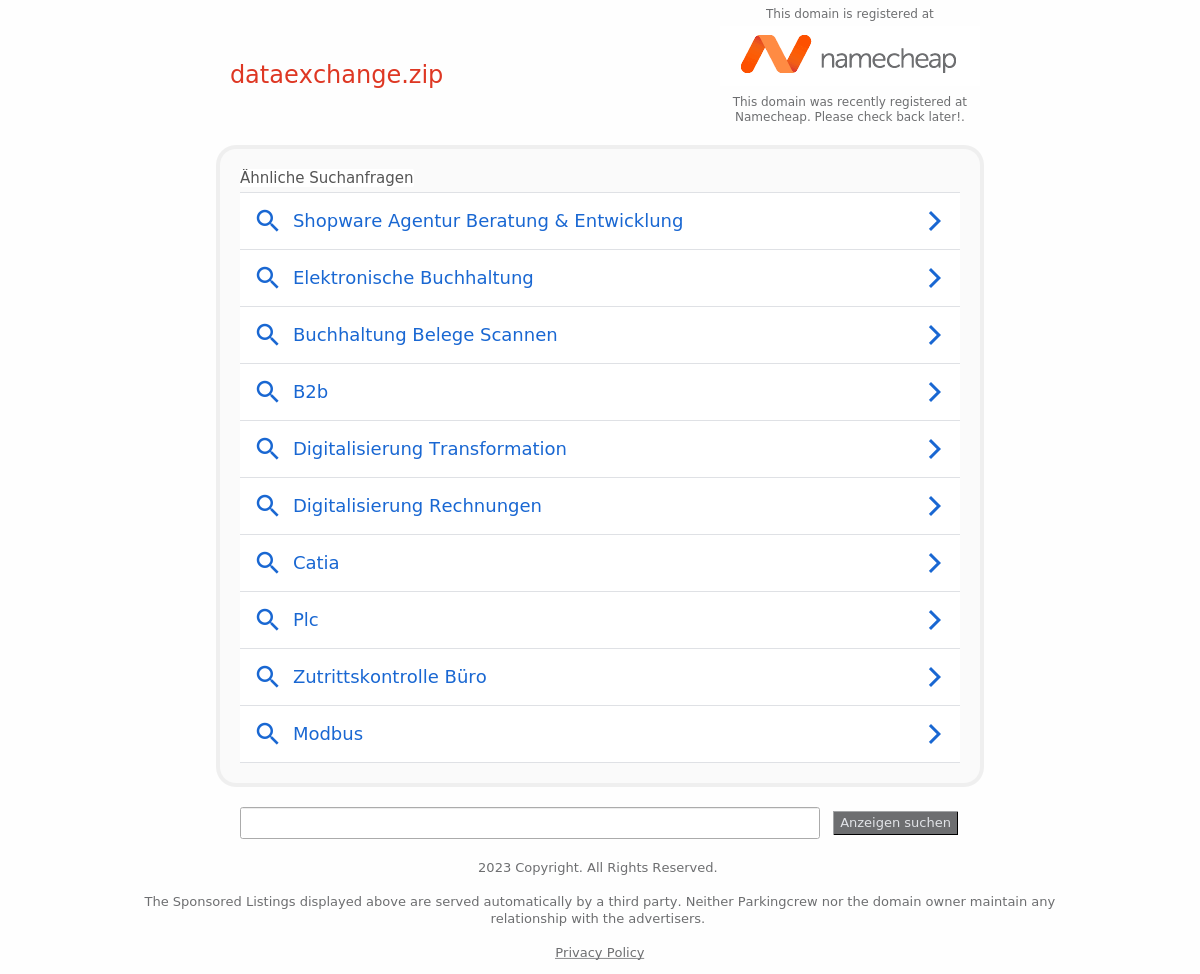 This domain is registered at
namecheap
dataexchange.zip
This domain was recently registered at
Namecheap. Please check back later!.
Ähnliche Suchanfragen
Shopware Agentur Beratung & Entwicklung
Elektronische Buchhaltung
Buchhaltung Belege Scannen
B2b
Digitalisierung Transformation
Digitalisierung Rechnungen
Catia
Plc
Zutrittskontrolle Büro
Modbus
Anzeigen suchen
2023 Copyright. All Rights Reserved.
The Sponsored Listings displayed above are served automatically by a third party. Neither Parkingcrew nor the domain owner maintain any
relationship with the advertisers.
Privacy Policy